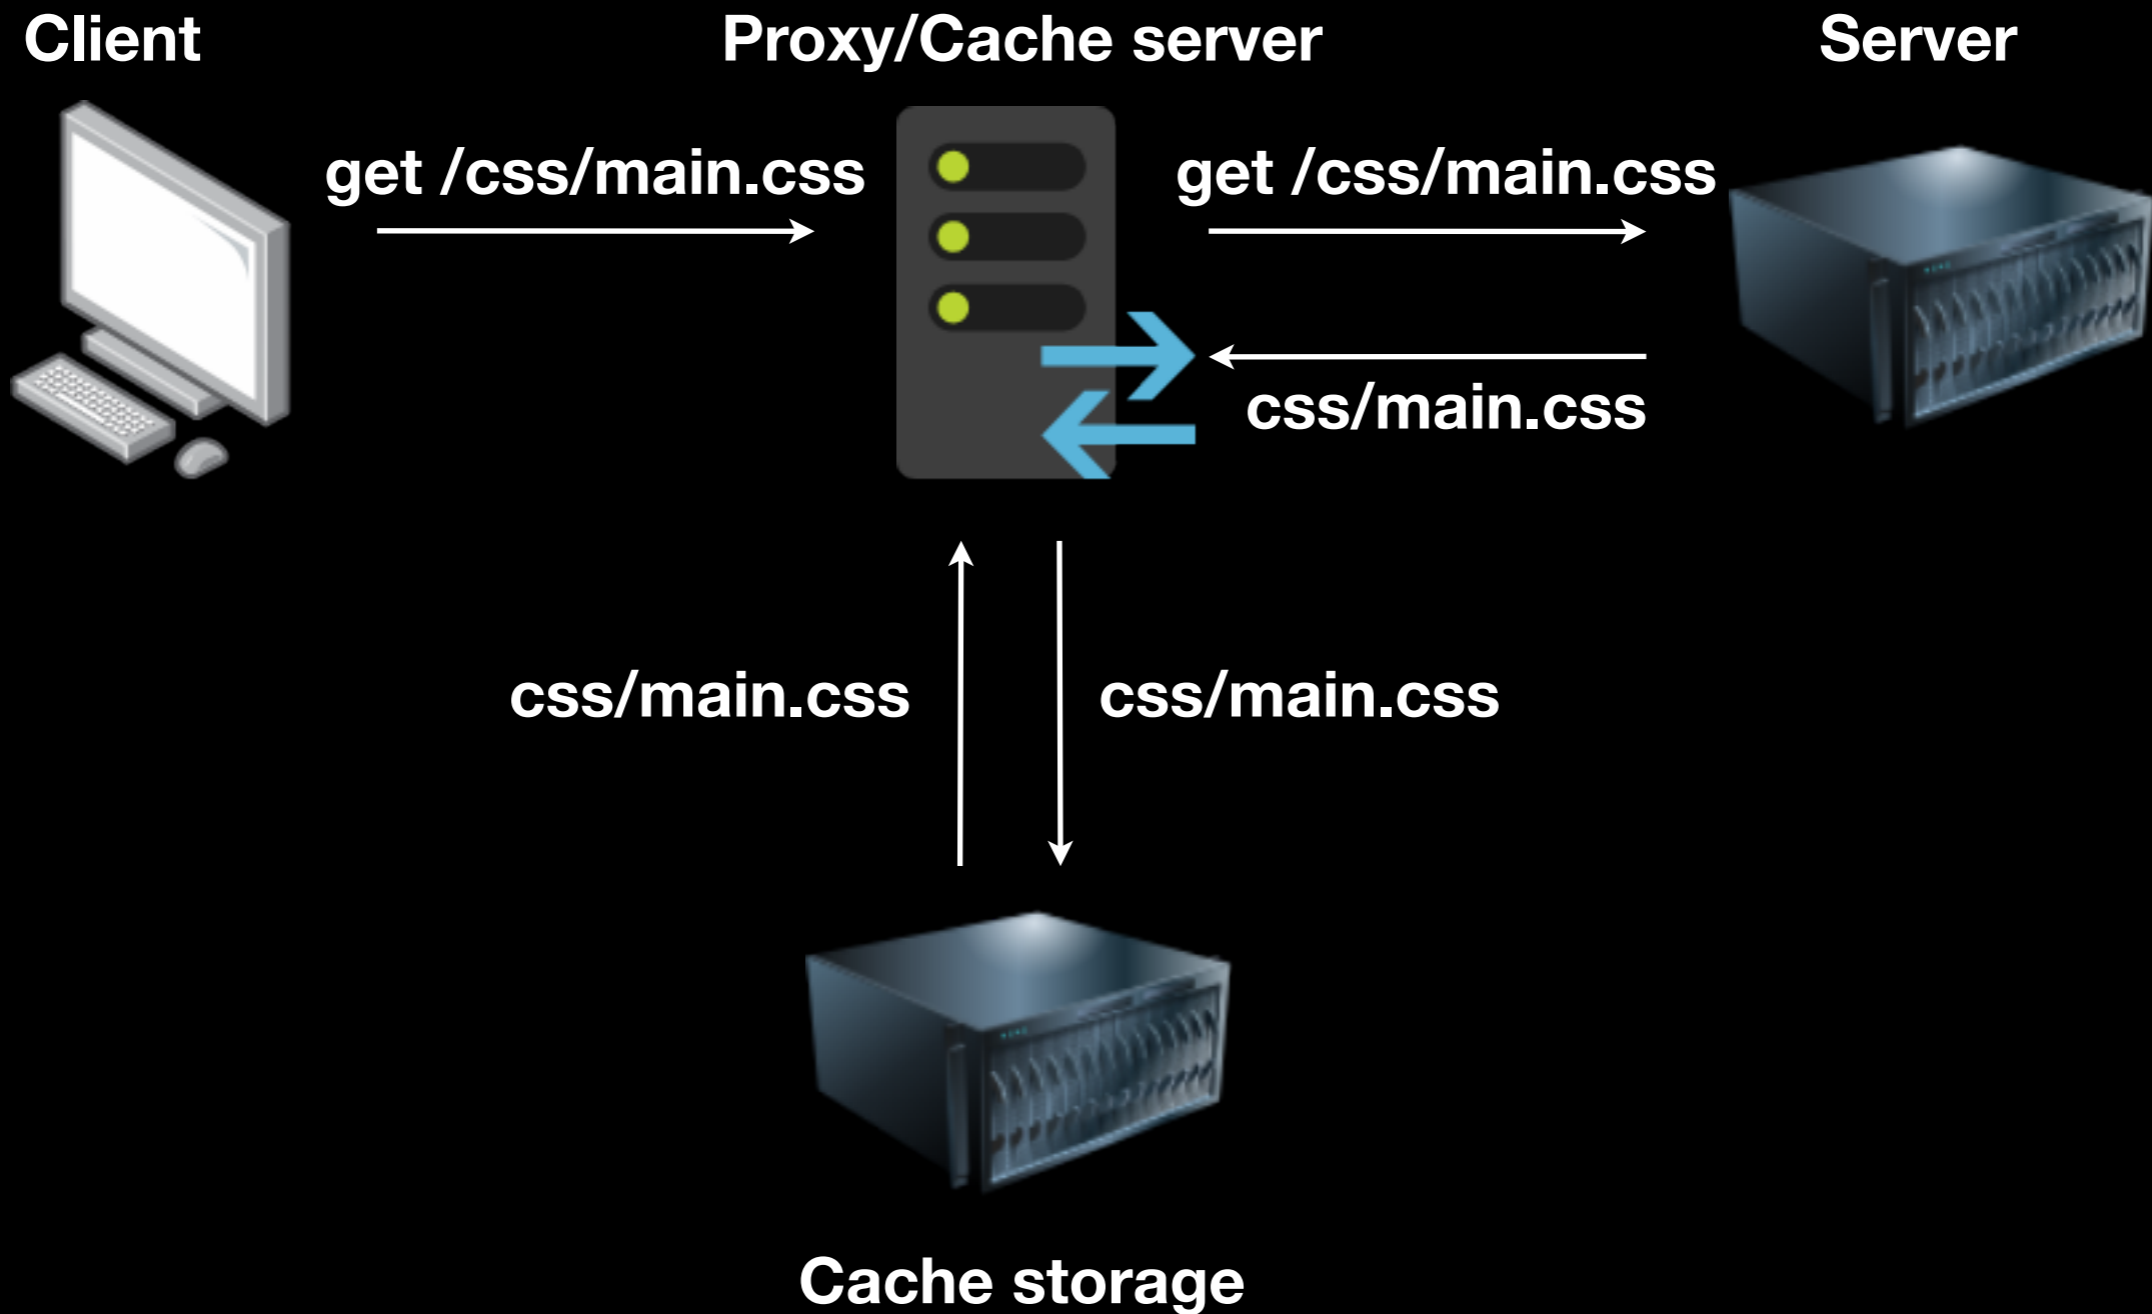 Client
Proxy/Cache server
Server
get /css/main.css
get /css/main.css
css/main.css
css/main.css
css/main.css
Cache storage